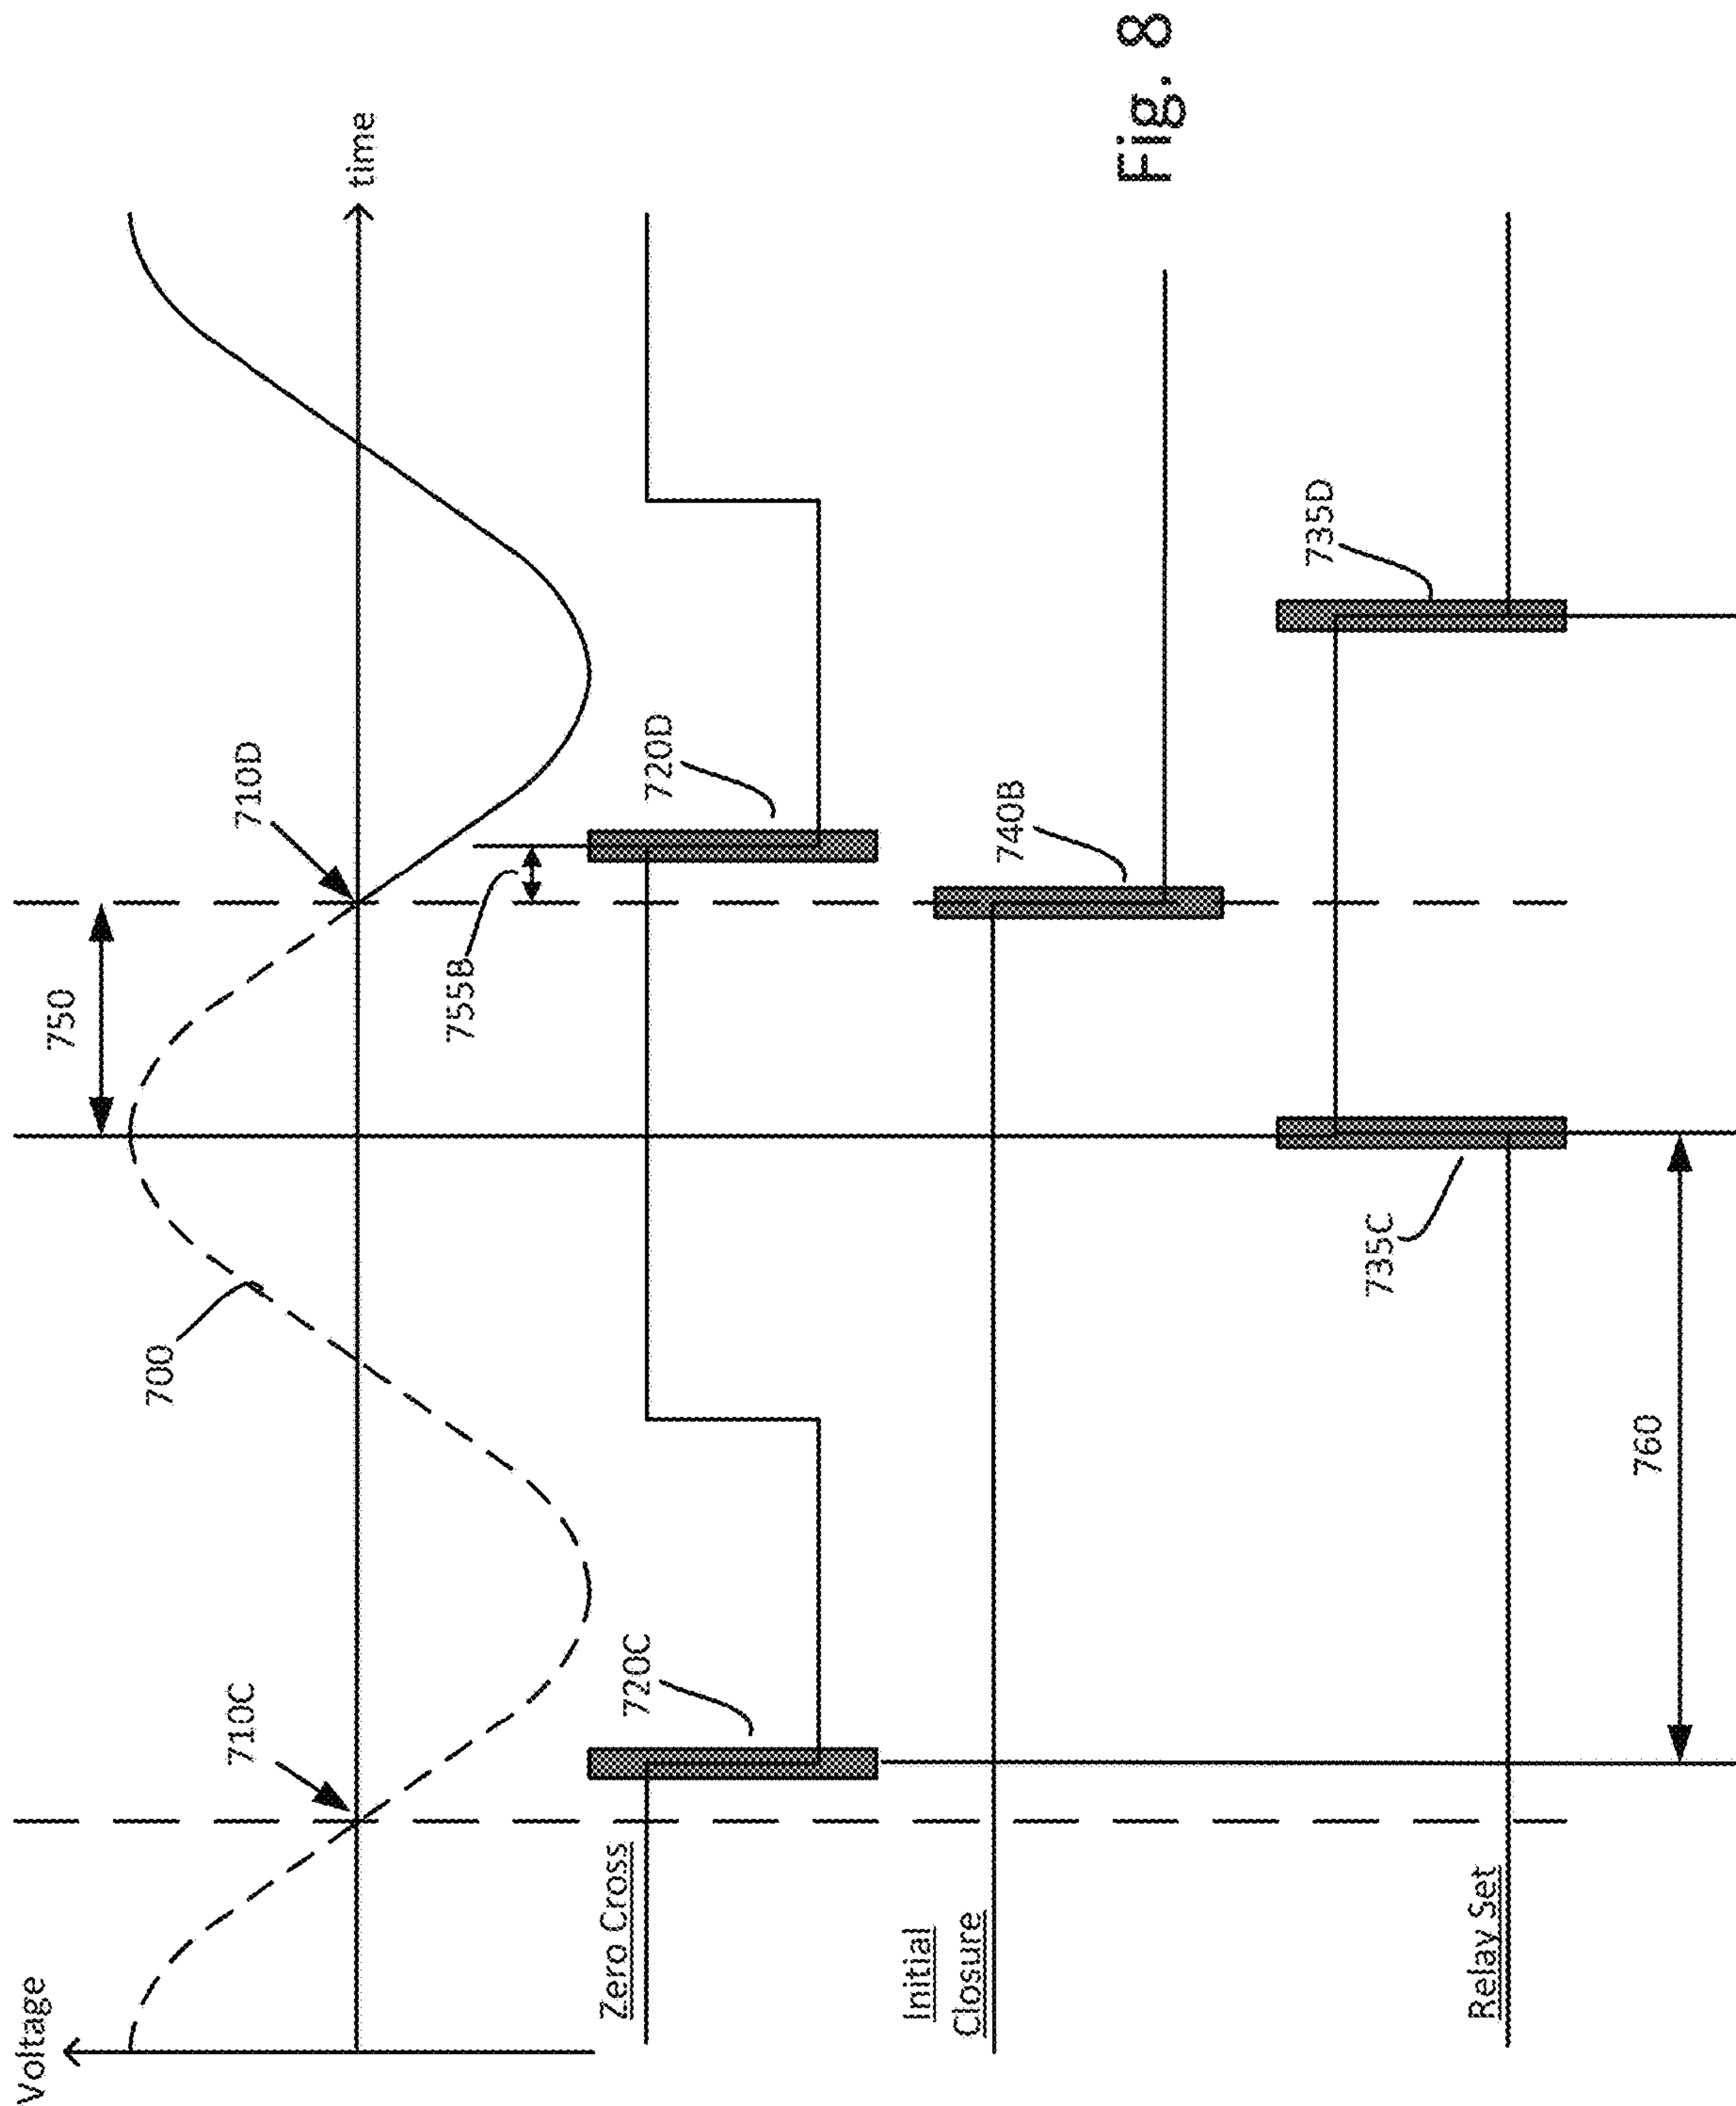 Voltage
750
710C
700
710D
time
755B
Zero Cross
720C
720D
Initial
Closure
740B
Fig. 8
735C
735D
Relay Set
760